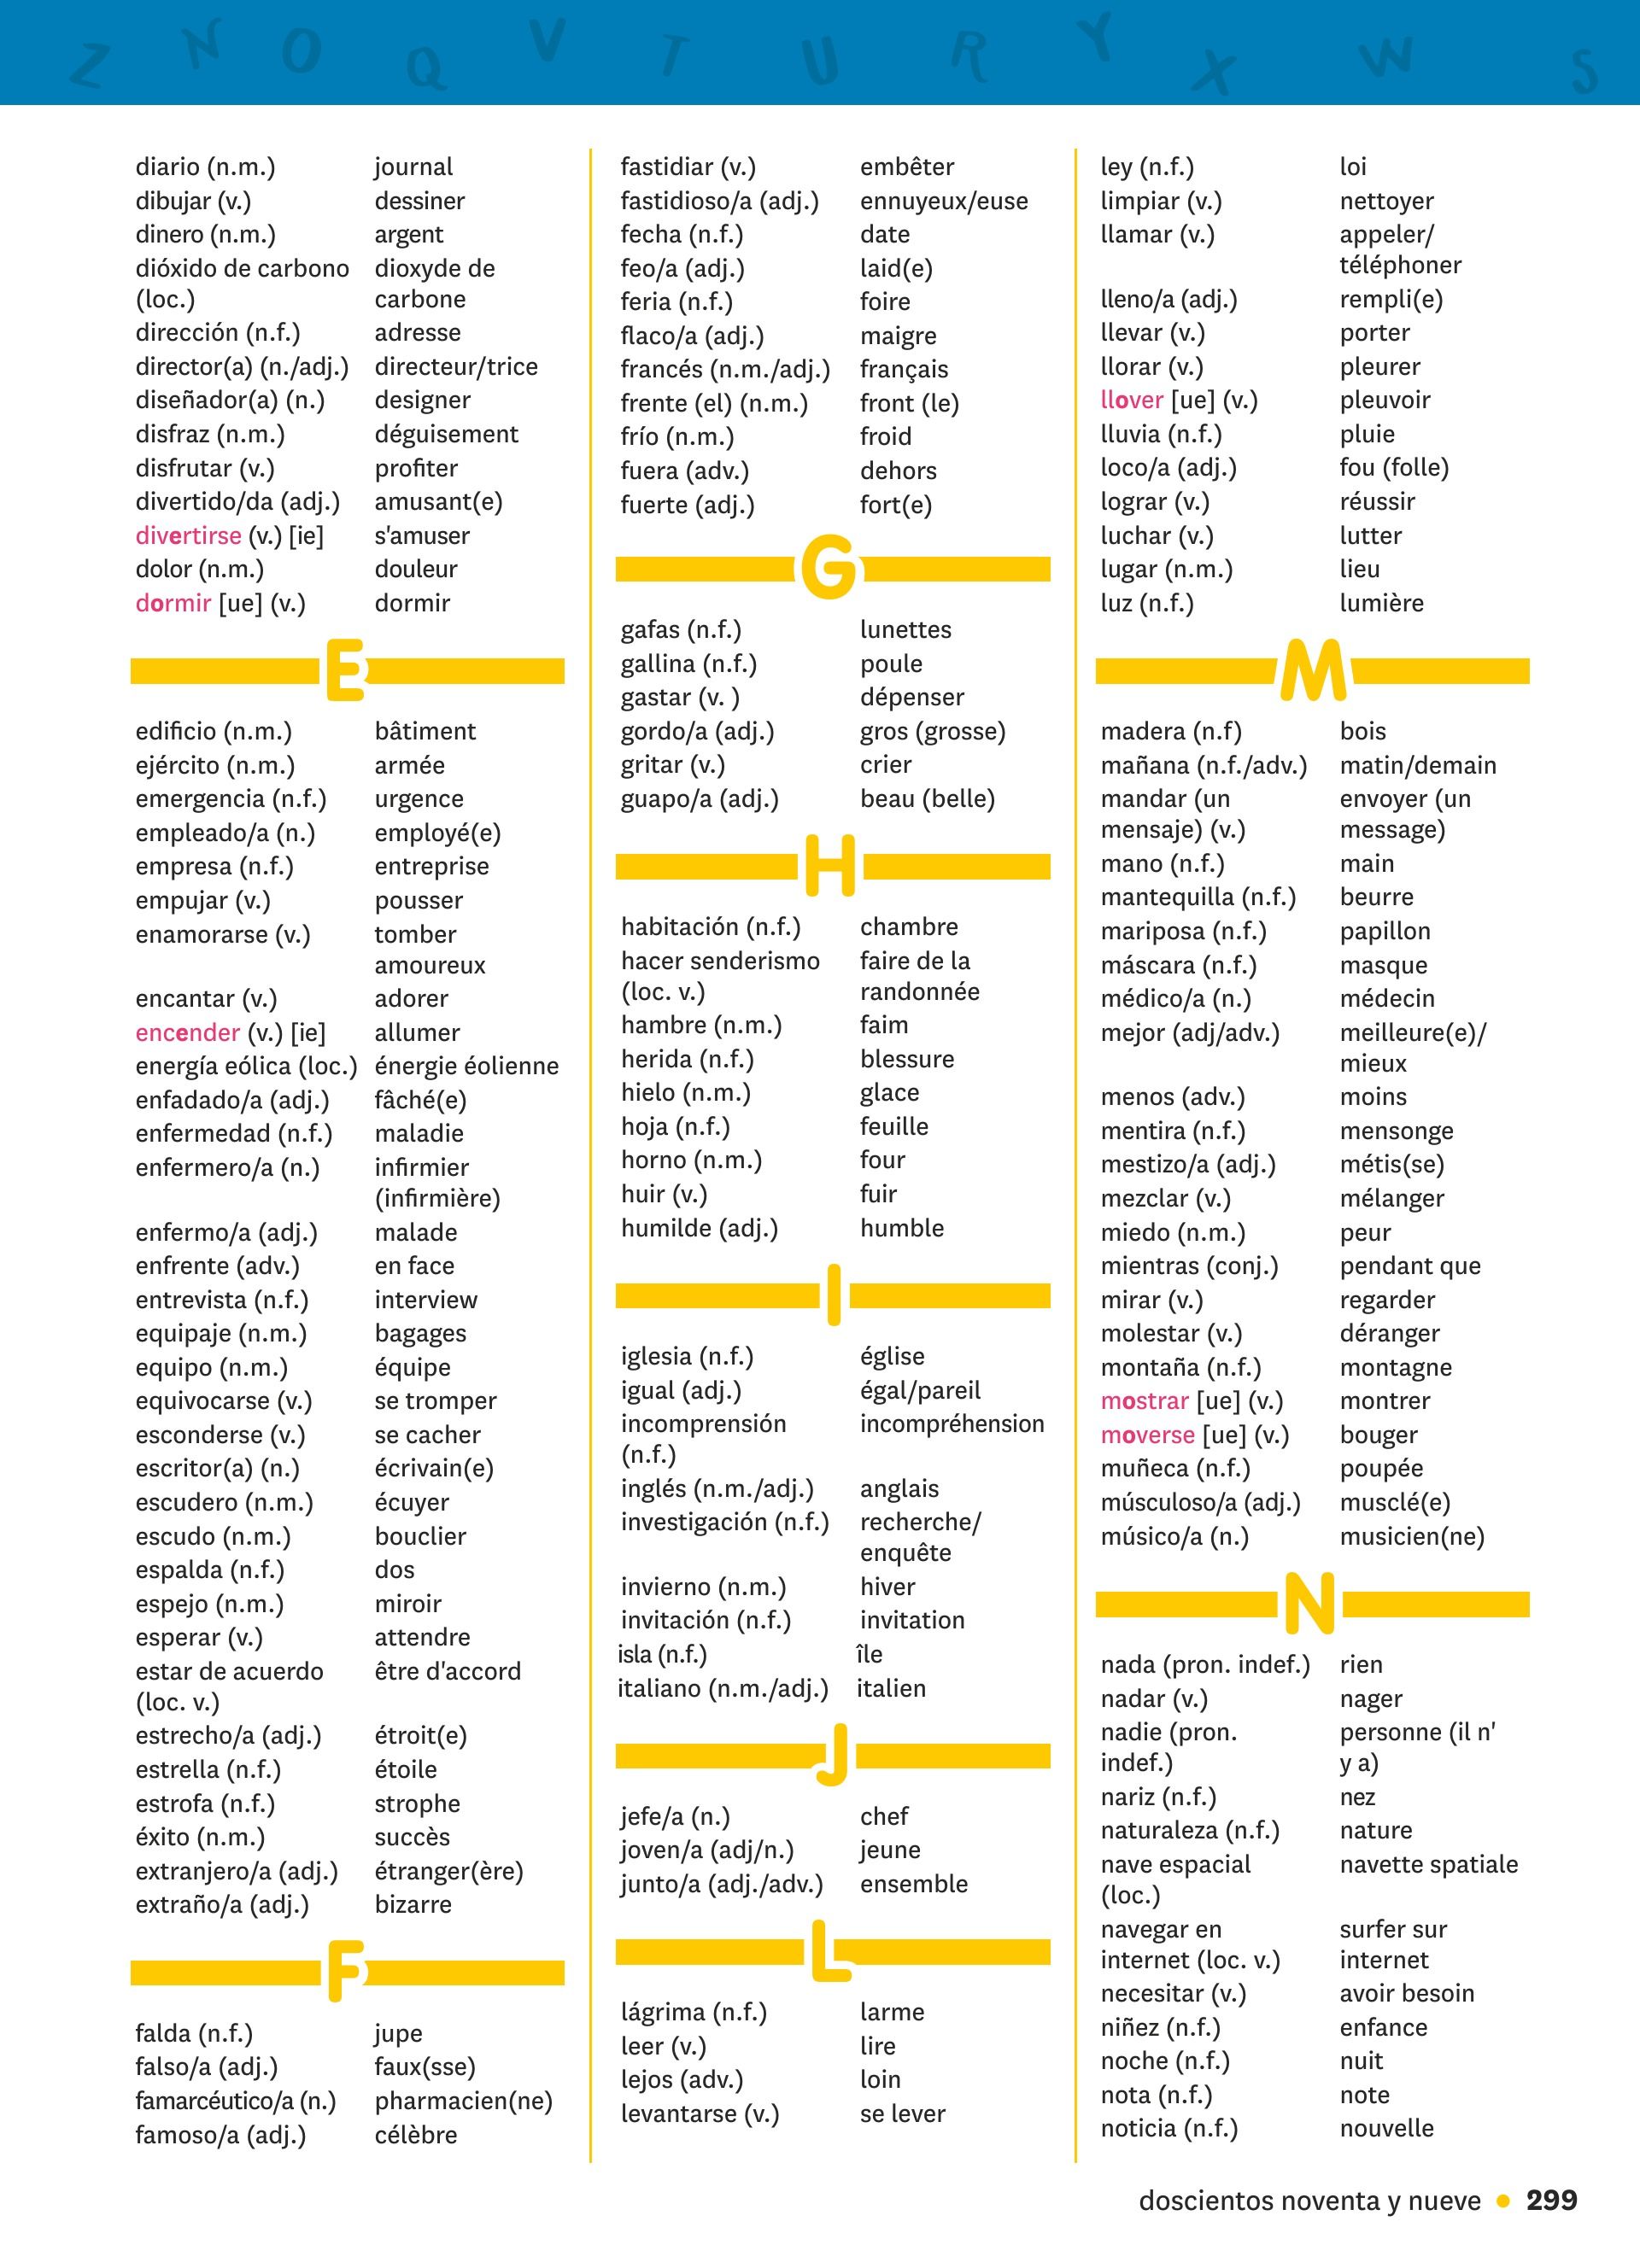 Z N O Q V T U R Y X W S
diario (n.m.) journal
dibujar (v.) dessiner
dinero (n.m.) argent
dióxido de carbono dioxyde de
(loc.) carbone
dirección (n.f.) adresse
director(a) (n./adj.) directeur/trice
diseñador(a) (n.) designer
disfraz (n.m.) déguisement
disfrutar (v.) profiter
divertido/da (adj.) amusant(e)
divertirse (v.) [ie] s'amuser
dolor (n.m.) douleur
dormir [ue] (v.) dormir
E
edificio (n.m.) bâtiment
ejército (n.m.) armée
emergencia (n.f.) urgence
empleado/a (n.) employé(e)
empresa (n.f.) entreprise
empujar (v.) pousser
enamorarse (v.) tomber
amoureux
encantar (v.) adorer
encender (v.) [ie] allumer
energía eólica (loc.) énergie éolienne
enfadado/a (adj.) fâché(e)
enfermedad (n.f.) maladie
enfermero/a (n.) infirmier
(infirmière)
enfermo/a (adj.) malade
enfrente (adv.) en face
entrevista (n.f.) interview
equipaje (n.m.) bagages
equipo (n.m.) équipe
equivocarse (v.) se tromper
esconderse (v.) se cacher
escritor(a) (n.) écrivain(e)
escudero (n.m.) écuyer
escudo (n.m.) bouclier
espalda (n.f.) dos
espejo (n.m.) miroir
esperar (v.) attendre
estar de acuerdo être d'accord
(loc. v.)
estrecho/a (adj.) étroit(e)
estrella (n.f.) étoile
estrofa (n.f.) strophe
éxito (n.m.) succès
extranjero/a (adj.) étranger(ère)
extraño/a (adj.) bizarre
F
falda (n.f.) jupe
falso/a (adj.) faux(sse)
famarcéutico/a (n.) pharmacien(ne)
famoso/a (adj.) célèbre
fastidiar (v.) embêter
fastidioso/a (adj.) ennuyeux/euse
fecha (n.f.) date
feo/a (adj.) laid(e)
feria (n.f.) foire
flaco/a (adj.) maigre
francés (n.m./adj.) français
frente (el) (n.m.) front (le)
frío (n.m.) froid
fuera (adv.) dehors
fuerte (adj.) fort(e)
G
gafas (n.f.) lunettes
gallina (n.f.) poule
gastar (v. ) dépenser
gordo/a (adj.) gros (grosse)
gritar (v.) crier
guapo/a (adj.) beau (belle)
H
habitación (n.f.) chambre
hacer senderismo faire de la
(loc. v.) randonnée
hambre (n.m.) faim
herida (n.f.) blessure
hielo (n.m.) glace
hoja (n.f.) feuille
horno (n.m.) four
huir (v.) fuir
humilde (adj.) humble
I
iglesia (n.f.) église
igual (adj.) égal/pareil
incomprensión incompréhension
(n.f.)
inglés (n.m./adj.) anglais
investigación (n.f.) recherche/
enquête
invierno (n.m.) hiver
invitación (n.f.) invitation
isla (n.f.) île
italiano (n.m./adj.) italien
J
jefe/a (n.) chef
joven/a (adj/n.) jeune
junto/a (adj./adv.) ensemble
L
lágrima (n.f.) larme
leer (v.) lire
lejos (adv.) loin
levantarse (v.) se lever
ley (n.f.) loi
limpiar (v.) nettoyer
llamar (v.) appeler/
téléphoner
lleno/a (adj.) rempli(e)
llevar (v.) porter
llorar (v.) pleurer
llover [ue] (v.) pleuvoir
lluvia (n.f.) pluie
loco/a (adj.) fou (folle)
lograr (v.) réussir
luchar (v.) lutter
lugar (n.m.) lieu
luz (n.f.) lumière
M
madera (n.f) bois
mañana (n.f./adv.) matin/demain
mandar (un envoyer (un
mensaje) (v.) message)
mano (n.f.) main
mantequilla (n.f.) beurre
mariposa (n.f.) papillon
máscara (n.f.) masque
médico/a (n.) médecin
mejor (adj/adv.) meilleure(e)/
mieux
menos (adv.) moins
mentira (n.f.) mensonge
mestizo/a (adj.) métis(se)
mezclar (v.) mélanger
miedo (n.m.) peur
mientras (conj.) pendant que
mirar (v.) regarder
molestar (v.) déranger
montaña (n.f.) montagne
mostrar [ue] (v.) montrer
moverse [ue] (v.) bouger
muñeca (n.f.) poupée
músculoso/a (adj.) musclé(e)
músico/a (n.) musicien(ne)
N
nada (pron. indef.) rien
nadar (v.) nager
nadie (pron. personne (il n'
indef.) y a)
nariz (n.f.) nez
naturaleza (n.f.) nature
nave espacial navette spatiale
(loc.)
navegar en surfer sur
internet (loc. v.) internet
necesitar (v.) avoir besoin
niñez (n.f.) enfance
noche (n.f.) nuit
nota (n.f.) note
noticia (n.f.) nouvelle
doscientos noventa y nueve • 299